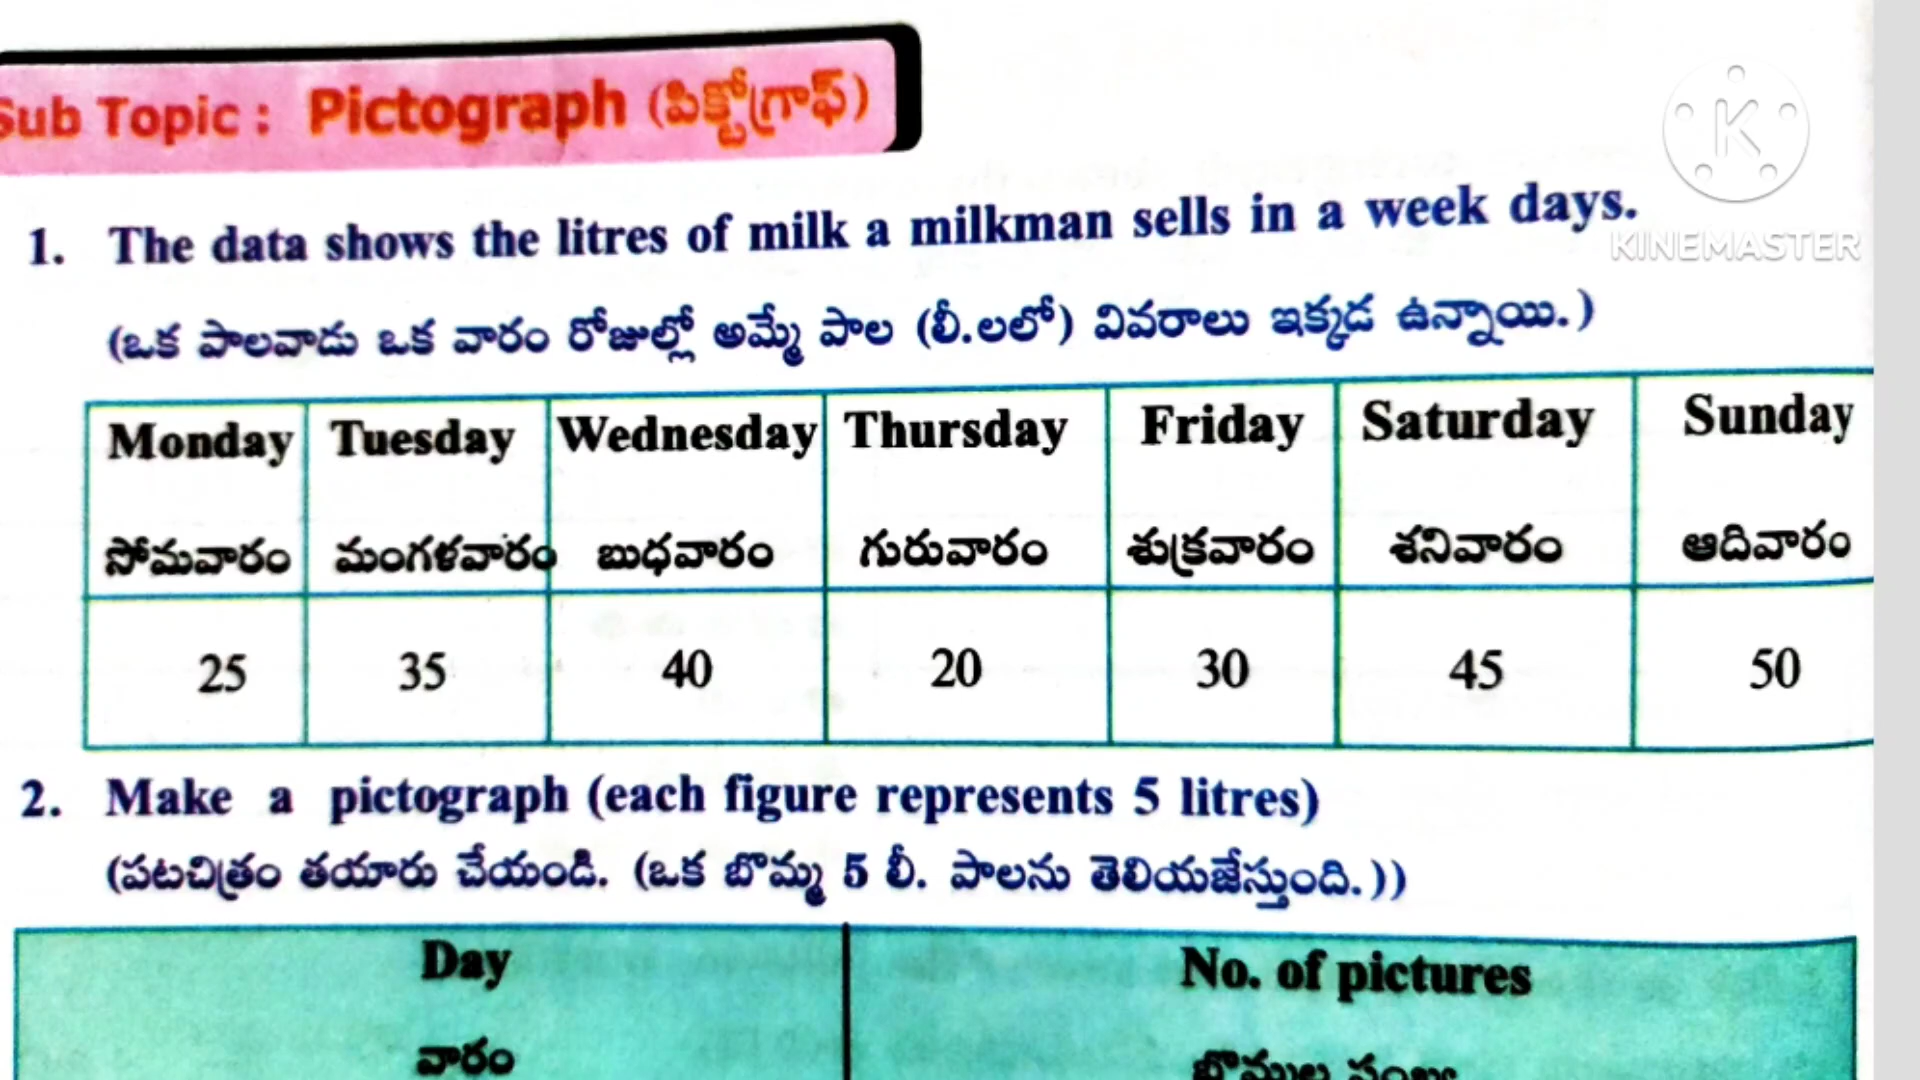 Sub Topic : Pictograph (పిక్టోగ్రాఫ్)
KINEMASTER
1. The data shows the litres of milk a milkman sells in a week days.
(ఒక పాలవాడు ఒక వారం రోజుల్లో అమ్మే పాల (లీ.లలో) వివరాలు ఇక్కడ ఉన్నాయి.)
Monday Tuesday Wednesday Thursday Friday Saturday Sunday
సోమవారం మంగళవారం బుధవారం గురువారం శుక్రవారం శనివారం ఆదివారం
25 35 40 20 30 45 50
2. Make a pictograph (each figure represents 5 litres)
(పటచిత్రం తయారు చేయండి. (ఒక బొమ్మ 5 లీ. పాలను తెలియజేస్తుంది.))
Day No. of pictures
వారం బొమ్మల సంఖ్య